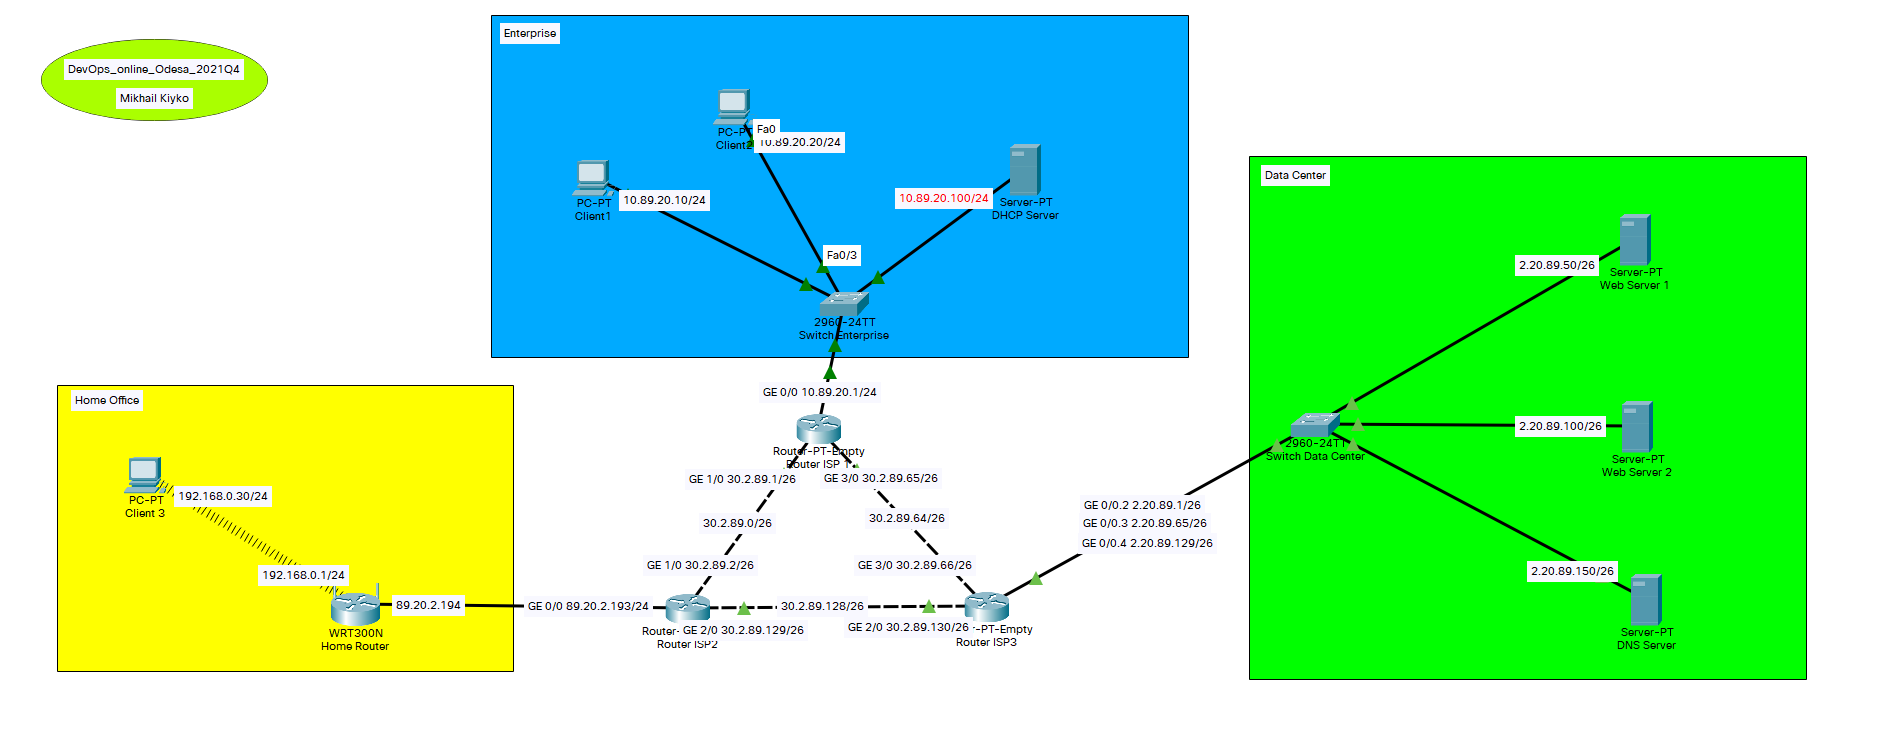 DevOps_online_Odesa_2021Q4
Mikhail Kiyko
Enterprise
PC-PT
Client2
Fa0
10.89.20.20/24
PC-PT
Client1
10.89.20.10/24
10.89.20.100/24
Server-PT
DHCP Server
Fa0/3
2960-24TT
Switch Enterprise
Data Center
2.20.89.50/26
Server-PT
Web Server 1
2.20.89.100/26
Server-PT
Web Server 2
2960-24TT
Switch Data Center
2.20.89.150/26
Server-PT
DNS Server
Home Office
PC-PT
Client 3
192.168.0.30/24
192.168.0.1/24
WRT300N
Home Router
89.20.2.194
GE 0/0 89.20.2.193/24
GE 0/0 10.89.20.1/24
Router-PT-Empty
Router ISP 1
GE 1/0 30.2.89.1/26
GE 3/0 30.2.89.65/26
30.2.89.0/26
30.2.89.64/26
GE 1/0 30.2.89.2/26
GE 3/0 30.2.89.66/26
30.2.89.128/26
Router-
GE 2/0 30.2.89.129/26
Router ISP2
GE 2/0 30.2.89.130/26
-PT-Empty
Router ISP3
GE 0/0.2 2.20.89.1/26
GE 0/0.3 2.20.89.65/26
GE 0/0.4 2.20.89.129/26